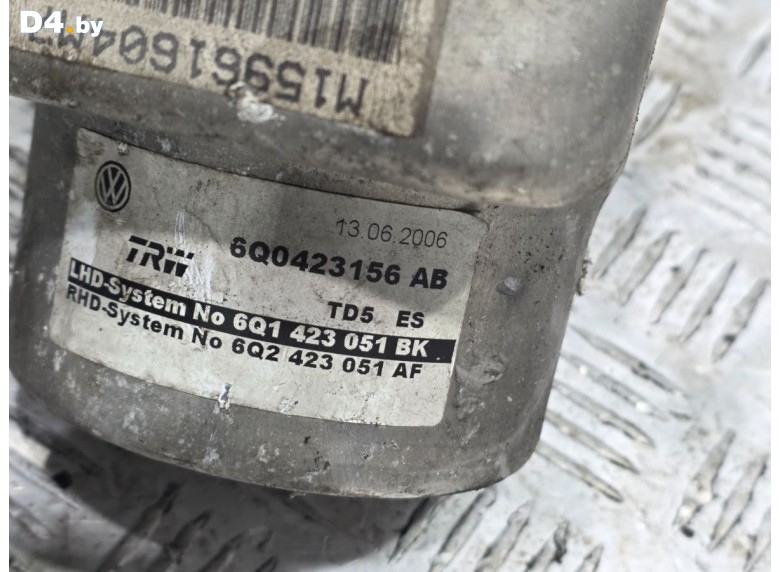 D4.by
M15961604M7
13.06.2006
TRW
6Q0423156 AB
TD5 ES
LHD-System No 6Q1 423 051 BK
RHD-System No 6Q2 423 051 AF